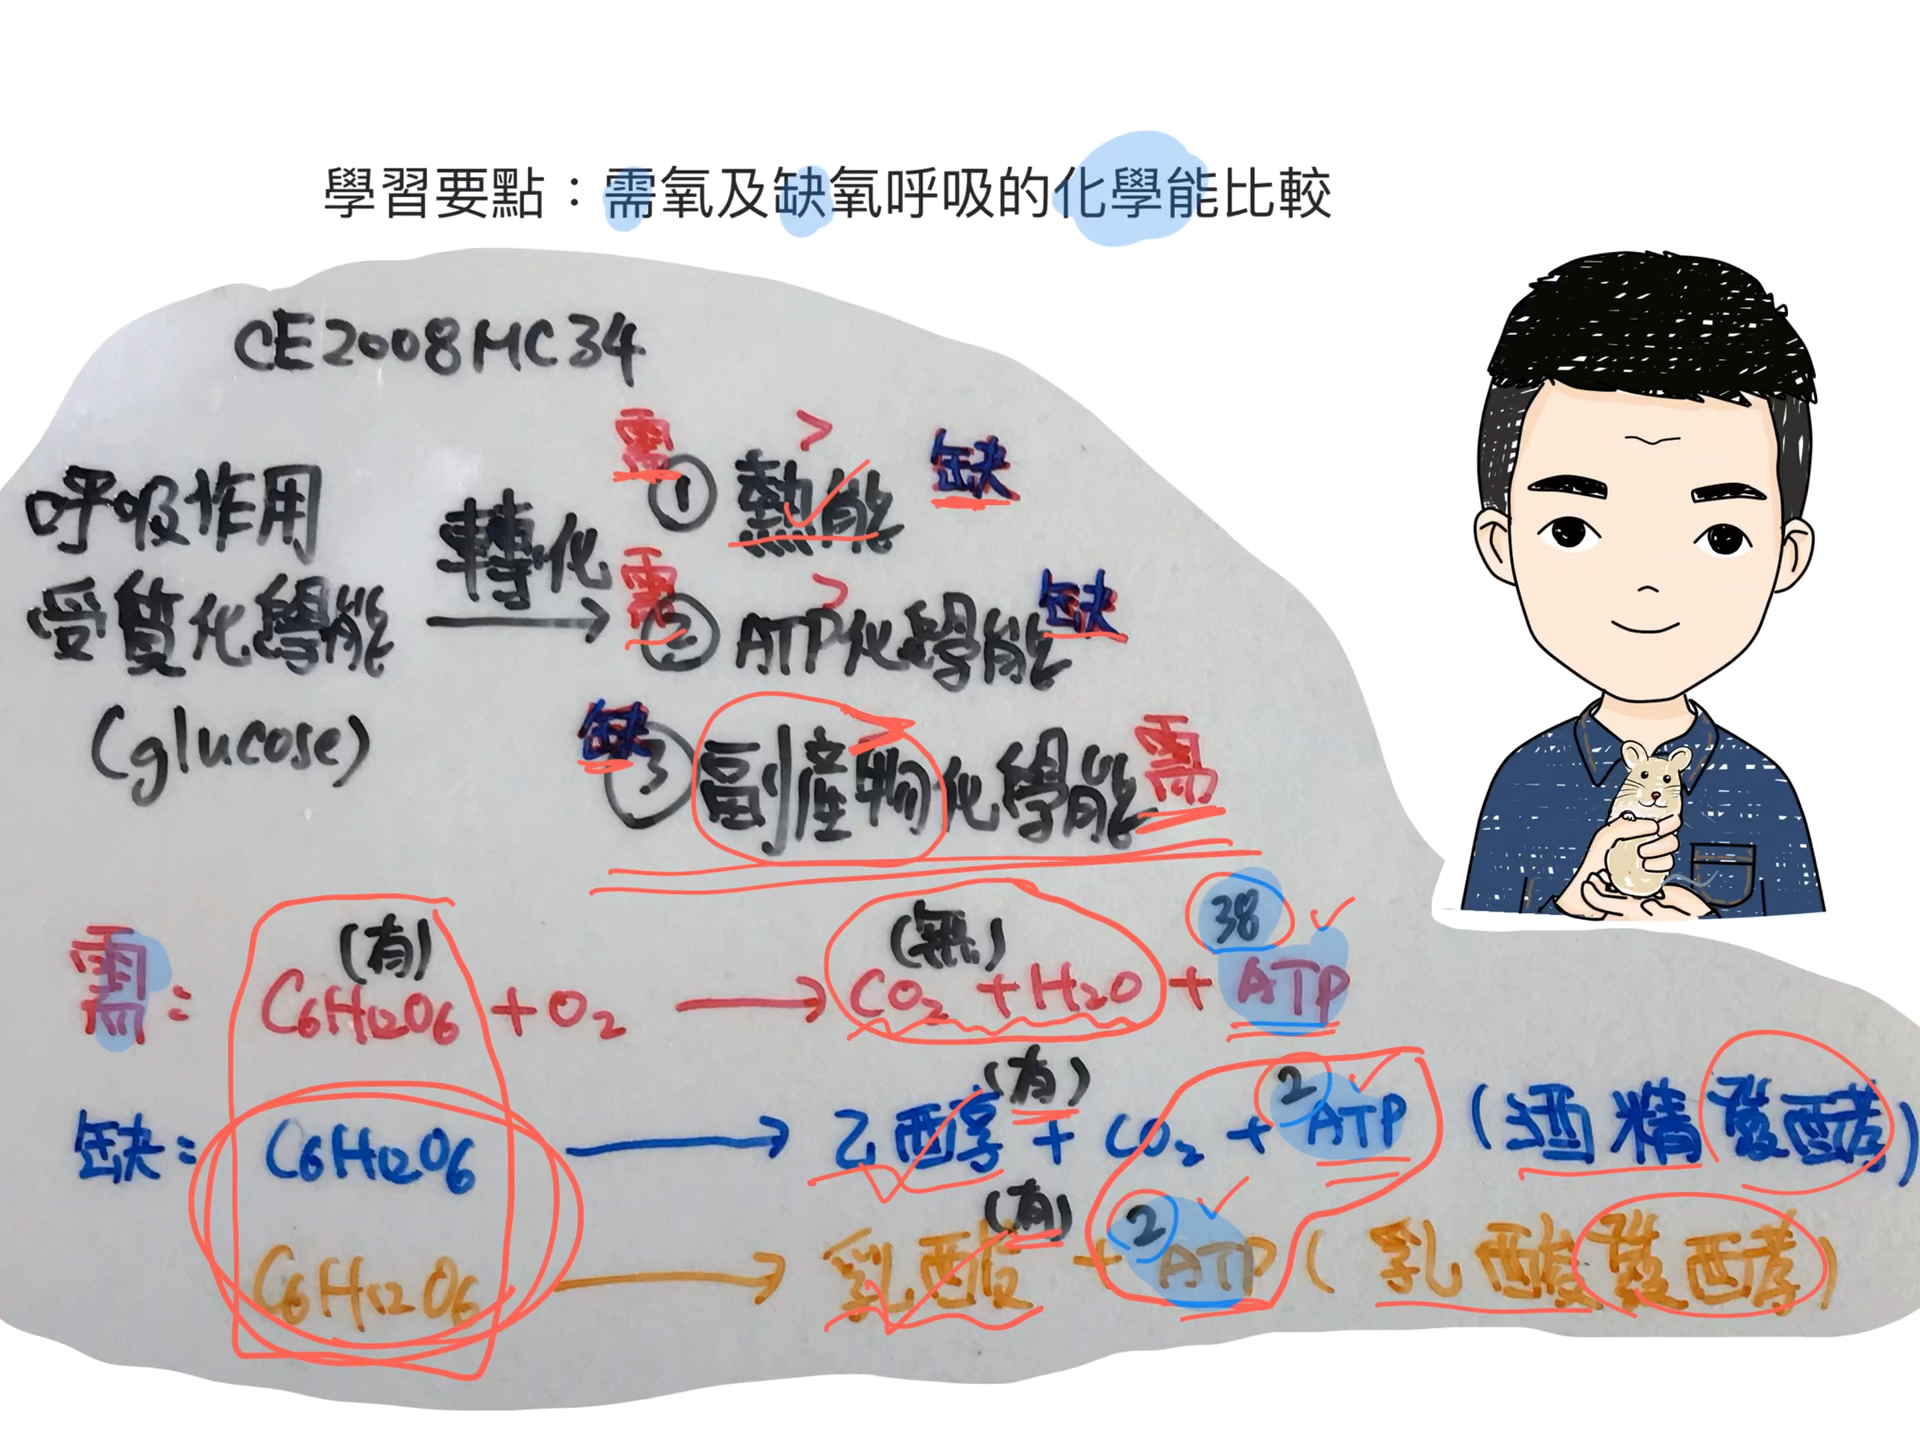 學習要點：需氧及缺氧呼吸的化學能比較
CE2008MC34
呼吸作用
受質化學能
(glucose)
轉化
需 > 缺
① 熱能
需 > 缺
② ATP化學能
缺 > 需
③ 副產物化學能
(有) (無) 38
需: C6H12O6 + O2 → CO2 + H2O + ATP
(有) 2
缺: C6H12O6 → 乙醇 + CO2 + ATP (酒精發酵)
(有) 2
C6H12O6 → 乳酸 + ATP (乳酸發酵)